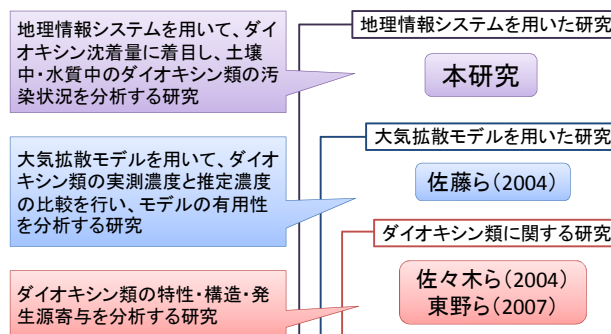 地理情報システムを用いて、ダイ
オキシン沈着量に着目し、土壌
中・水質中のダイオキシン類の汚
染状況を分析する研究
地理情報システムを用いた研究
本研究
大気拡散モデルを用いて、ダイオ
キシン類の実測濃度と推定濃度
の比較を行い、モデルの有用性
を分析する研究
大気拡散モデルを用いた研究
佐藤ら(2004)
ダイオキシン類に関する研究
ダイオキシン類の特性・構造・発
生源寄与を分析する研究
佐々木ら(2004)
東野ら(2007)